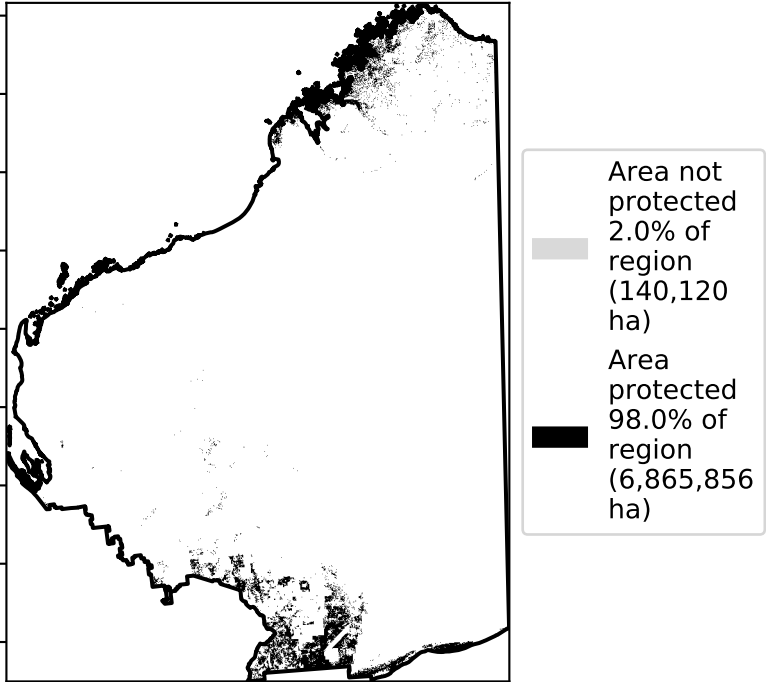 Area not
protected
2.0% of
region
(140,120
ha)
Area
protected
98.0% of
region
(6,865,856
ha)